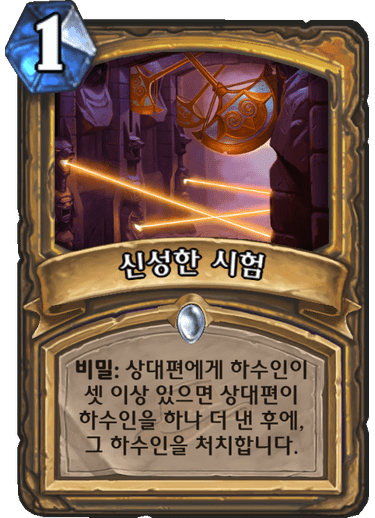 1
신성한 시험
비밀: 상대편에게 하수인이
셋 이상 있으면 상대편이
하수인을 하나 더 낸 후에,
그 하수인을 처치합니다.